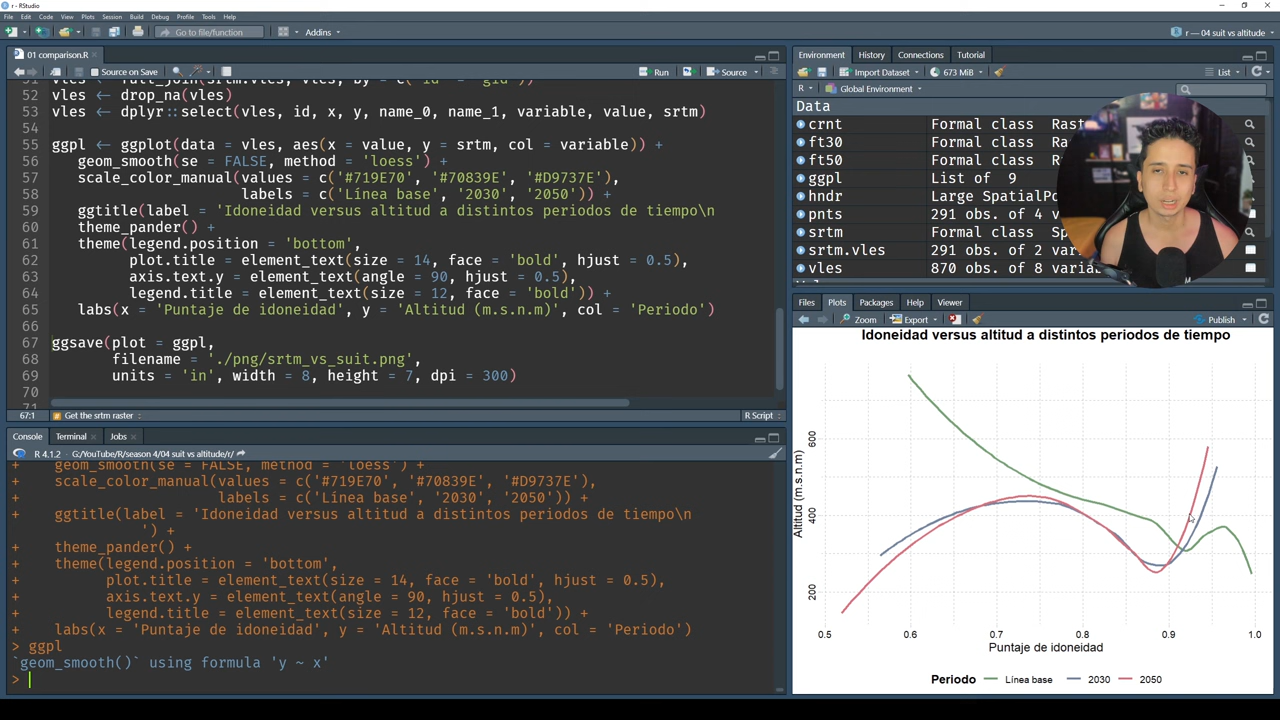 r - RStudio
File Edit Code View Plots Session Build Debug Profile Tools Help
Go to file/function Addins r — 04 suit vs altitude
01 comparison.R
Source on Save Run Source
52 vles ← drop_na(vles)
53 vles ← dplyr::select(vles, id, x, y, name_0, name_1, variable, value, srtm)
54
55 ggpl ← ggplot(data = vles, aes(x = value, y = srtm, col = variable)) +
56 geom_smooth(se = FALSE, method = 'loess') +
57 scale_color_manual(values = c('#719E70', '#70839E', '#D9737E'),
58 labels = c('Línea base', '2030', '2050')) +
59 ggtitle(label = 'Idoneidad versus altitud a distintos periodos de tiempo\n
60 theme_pander() +
61 theme(legend.position = 'bottom',
62 plot.title = element_text(size = 14, face = 'bold', hjust = 0.5),
63 axis.text.y = element_text(angle = 90, hjust = 0.5),
64 legend.title = element_text(size = 12, face = 'bold')) +
65 labs(x = 'Puntaje de idoneidad', y = 'Altitud (m.s.n.m)', col = 'Periodo')
66
67 ggsave(plot = ggpl,
68 filename = './png/srtm_vs_suit.png',
69 units = 'in', width = 8, height = 7, dpi = 300)
70
71
67:1 Get the srtm raster R Script
Console Terminal Jobs
R 4.1.2 · G:/YouTube/R/season 4/04 suit vs altitude/r/
+ geom_smooth(se = FALSE, method = 'loess') +
+ scale_color_manual(values = c('#719E70', '#70839E', '#D9737E'),
+ labels = c('Línea base', '2030', '2050')) +
+ ggtitle(label = 'Idoneidad versus altitud a distintos periodos de tiempo\n
') +
+ theme_pander() +
+ theme(legend.position = 'bottom',
+ plot.title = element_text(size = 14, face = 'bold', hjust = 0.5),
+ axis.text.y = element_text(angle = 90, hjust = 0.5),
+ legend.title = element_text(size = 12, face = 'bold')) +
+ labs(x = 'Puntaje de idoneidad', y = 'Altitud (m.s.n.m)', col = 'Periodo')
> ggpl
`geom_smooth()` using formula 'y ~ x'
>
Environment History Connections Tutorial
Import Dataset 673 MiB List
R Global Environment
Data
crnt Formal class Ras
ft30 Formal class Ra
ft50 Formal class Ra
ggpl List of 9
hndr Large SpatialPo
pnts 291 obs. of 4 v
srtm Formal class Sp
srtm.vles 291 obs. of 2 va
vles 870 obs. of 8 varia
Files Plots Packages Help Viewer
Zoom Export Publish
Idoneidad versus altitud a distintos periodos de tiempo
Altitud (m.s.n.m)
600
400
200
0.5 0.6 0.7 0.8 0.9 1.0
Puntaje de idoneidad
Periodo Línea base 2030 2050